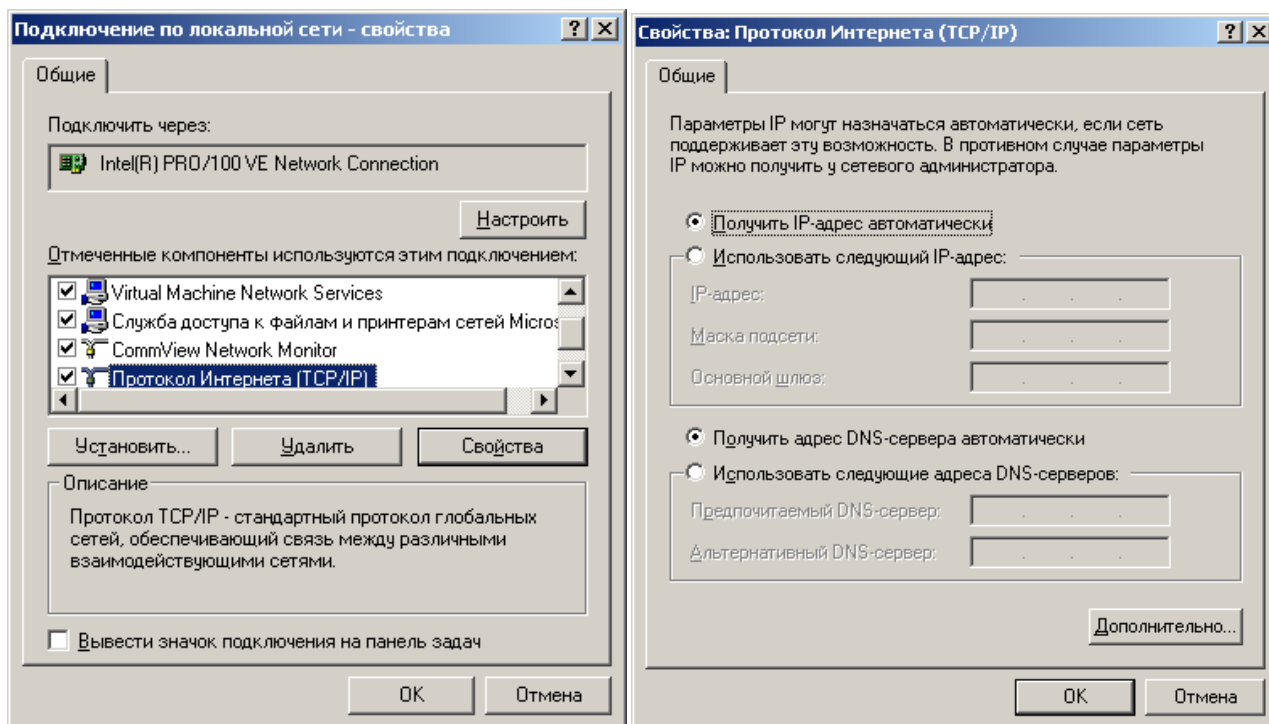 Подключение по локальной сети - свойства
Общие
Подключить через:
Intel(R) PRO/100 VE Network Connection
Настроить
Отмеченные компоненты используются этим подключением:
Virtual Machine Network Services
Служба доступа к файлам и принтерам сетей Micros
CommView Network Monitor
Протокол Интернета (TCP/IP)
Установить...
Удалить
Свойства
Описание
Протокол TCP/IP - стандартный протокол глобальных
сетей, обеспечивающий связь между различными
взаимодействующими сетями.
Вывести значок подключения на панель задач
OK
Отмена
Свойства: Протокол Интернета (TCP/IP)
Общие
Параметры IP могут назначаться автоматически, если сеть
поддерживает эту возможность. В противном случае параметры
IP можно получить у сетевого администратора.
Получить IP-адрес автоматически
Использовать следующий IP-адрес:
IP-адрес:
Маска подсети:
Основной шлюз:
Получить адрес DNS-сервера автоматически
Использовать следующие адреса DNS-серверов:
Предпочитаемый DNS-сервер:
Альтернативный DNS-сервер:
Дополнительно...
OK
Отмена